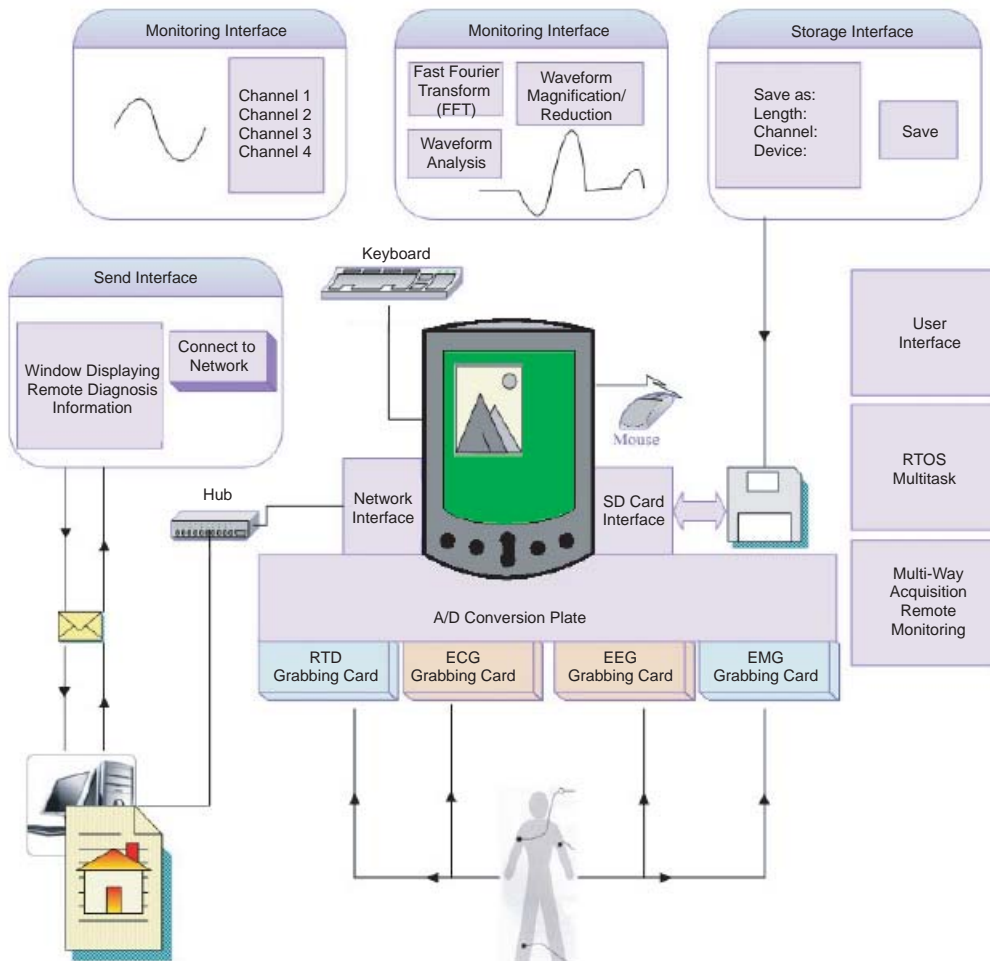 Monitoring Interface
Channel 1
Channel 2
Channel 3
Channel 4
Monitoring Interface
Fast Fourier
Transform
(FFT)
Waveform
Magnification/
Reduction
Waveform
Analysis
Storage Interface
Save as:
Length:
Channel:
Device:
Save
Send Interface
Window Displaying
Remote Diagnosis
Information
Connect to
Network
Keyboard
Mouse
User
Interface
RTOS
Multitask
Multi-Way
Acquisition
Remote
Monitoring
Hub
Network
Interface
SD Card
Interface
A/D Conversion Plate
RTD
Grabbing Card
ECG
Grabbing Card
EEG
Grabbing Card
EMG
Grabbing Card